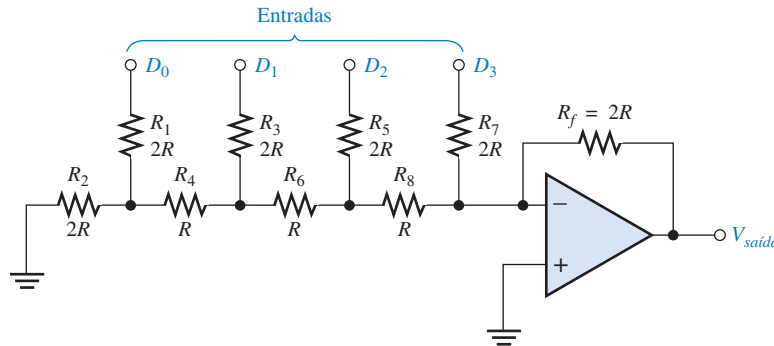 Entradas
D0 D1 D2 D3
Rf = 2R
R1 R3 R5 R7
2R 2R 2R 2R
R2 R4 R6 R8
2R R R R
−
+
Vsaída